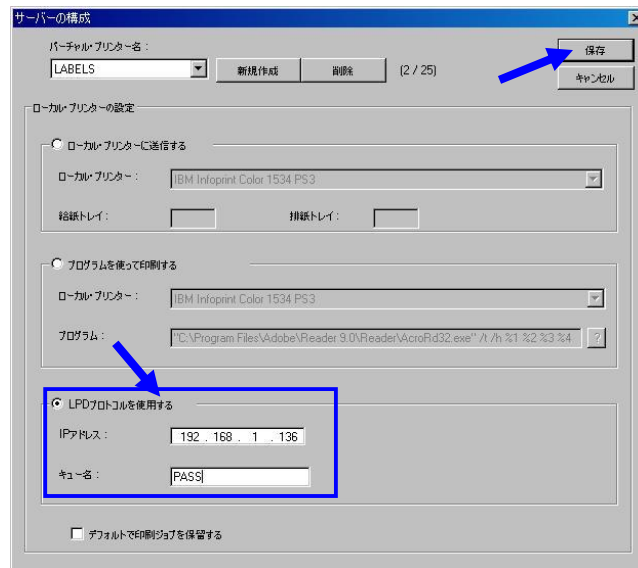 サーバーの構成
バーチャル・プリンター名：
LABELS 新規作成 削除 (2 / 25) 保存
キャンセル
ローカル・プリンターの設定
ローカル・プリンターに送信する
ローカル・プリンター： IBM Infoprint Color 1534 PS3
給紙トレイ： 排紙トレイ：
プログラムを使って印刷する
ローカル・プリンター： IBM Infoprint Color 1534 PS3
プログラム： "C:\Program Files\Adobe\Reader 9.0\Reader\AcroRd32.exe" /t /h %1 %2 %3 %4 ?
LPDプロトコルを使用する
IPアドレス： 192 . 168 . 1 . 136
キュー名： PASS
デフォルトで印刷ジョブを保留する